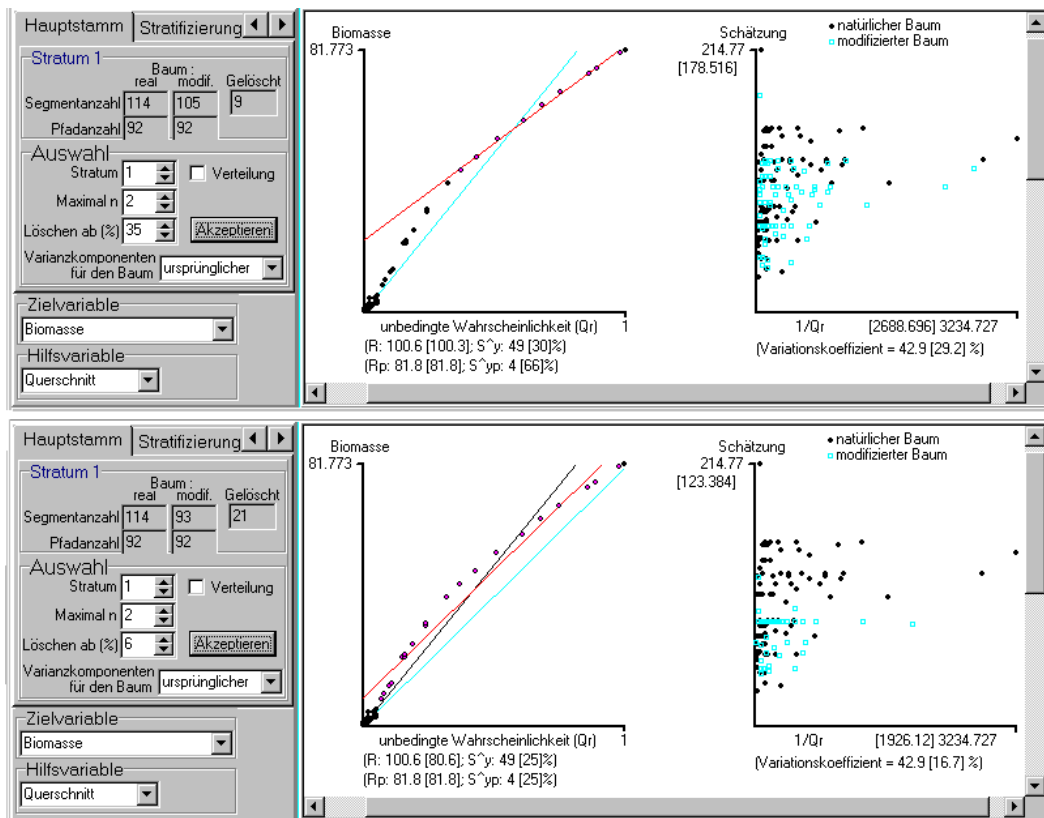 Hauptstamm Stratifizierung
Stratum 1
Baum :
real modif. Gelöscht
Segmentanzahl 114 105 9
Pfadanzahl 92 92
Auswahl
Stratum 1 Verteilung
Maximal n 2
Löschen ab (%) 35 Akzeptieren
Varianzkomponenten
für den Baum ursprünglicher
Zielvariable
Biomasse
Hilfsvariable
Querschnitt
Biomasse
81.773
unbedingte Wahrscheinlichkeit (Qr) 1
(R: 100.6 [100.3]; S^y: 49 [30]%)
(Rp: 81.8 [81.8]; S^yp: 4 [66]%)
Schätzung
214.77
[178.516]
natürlicher Baum
modifizierter Baum
1/Qr [2688.696] 3234.727
(Variationskoeffizient = 42.9 [29.2] %)
Hauptstamm Stratifizierung
Stratum 1
Baum :
real modif. Gelöscht
Segmentanzahl 114 93 21
Pfadanzahl 92 92
Auswahl
Stratum 1 Verteilung
Maximal n 2
Löschen ab (%) 6 Akzeptieren
Varianzkomponenten
für den Baum ursprünglicher
Zielvariable
Biomasse
Hilfsvariable
Querschnitt
Biomasse
81.773
unbedingte Wahrscheinlichkeit (Qr) 1
(R: 100.6 [80.6]; S^y: 49 [25]%)
(Rp: 81.8 [81.8]; S^yp: 4 [25]%)
Schätzung
214.77
[123.384]
natürlicher Baum
modifizierter Baum
1/Qr [1926.12] 3234.727
(Variationskoeffizient = 42.9 [16.7] %)